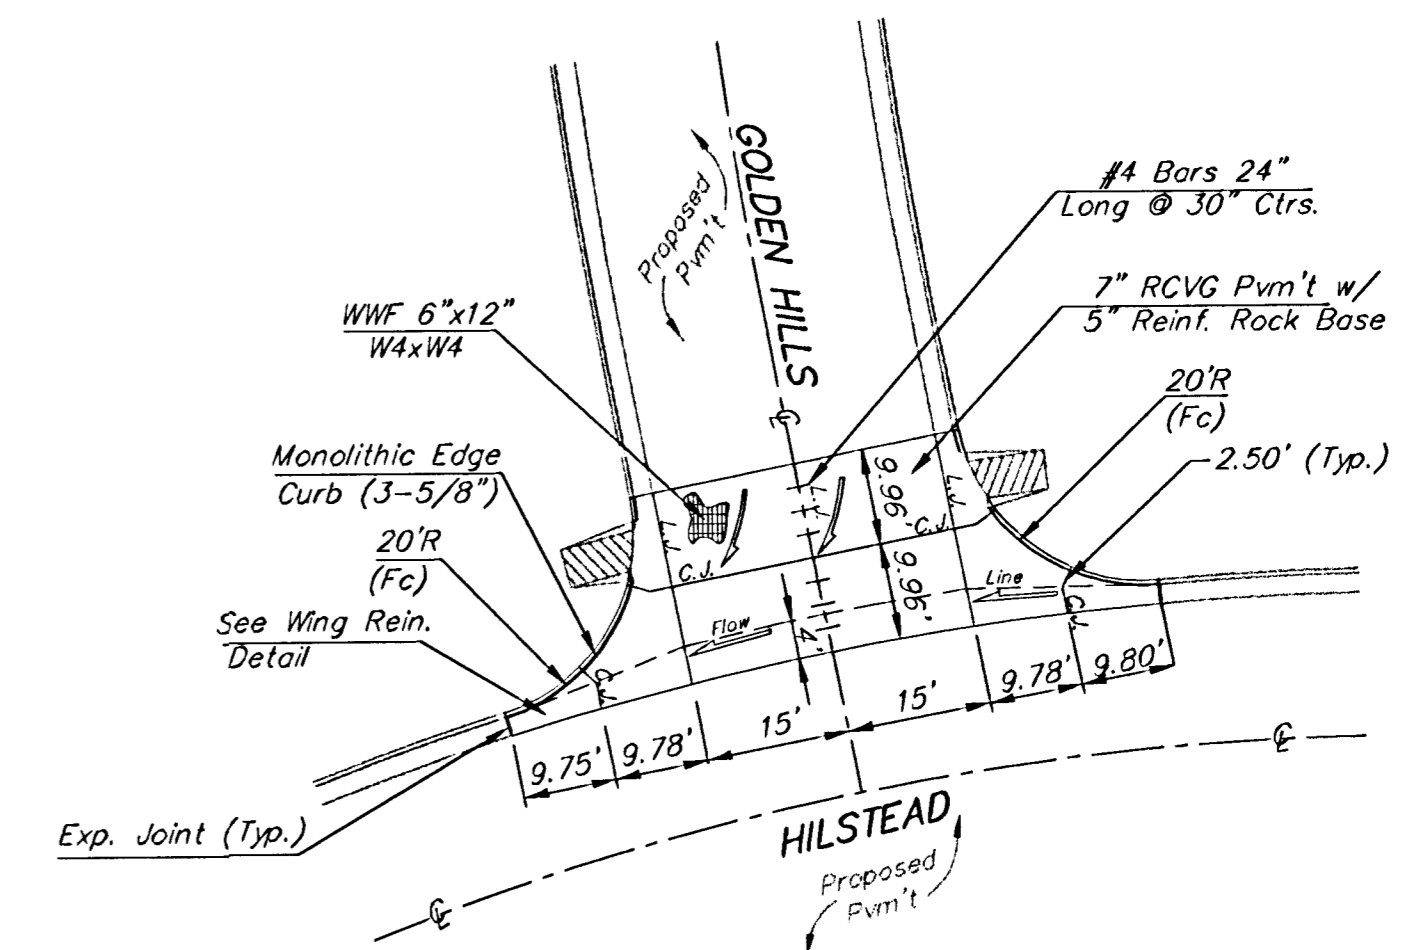 GOLDEN HILLS
Proposed
Pvm't
#4 Bars 24"
Long @ 30" Ctrs.
7" RCVG Pvm't w/
5" Reinf. Rock Base
WWF 6"x12"
W4xW4
20'R
(Fc)
2.50' (Typ.)
Monolithic Edge
Curb (3-5/8")
20'R
(Fc)
See Wing Rein.
Detail
Exp. Joint (Typ.)
℄
L.J.
L.J.
L.J.
9.96'
C.J.
C.J.
9.96'
Line
Flow
4'
C.J.
C.J.
9.75'
9.78'
15'
15'
9.78'
9.80'
℄
HILSTEAD
Proposed
Pvm't
℄